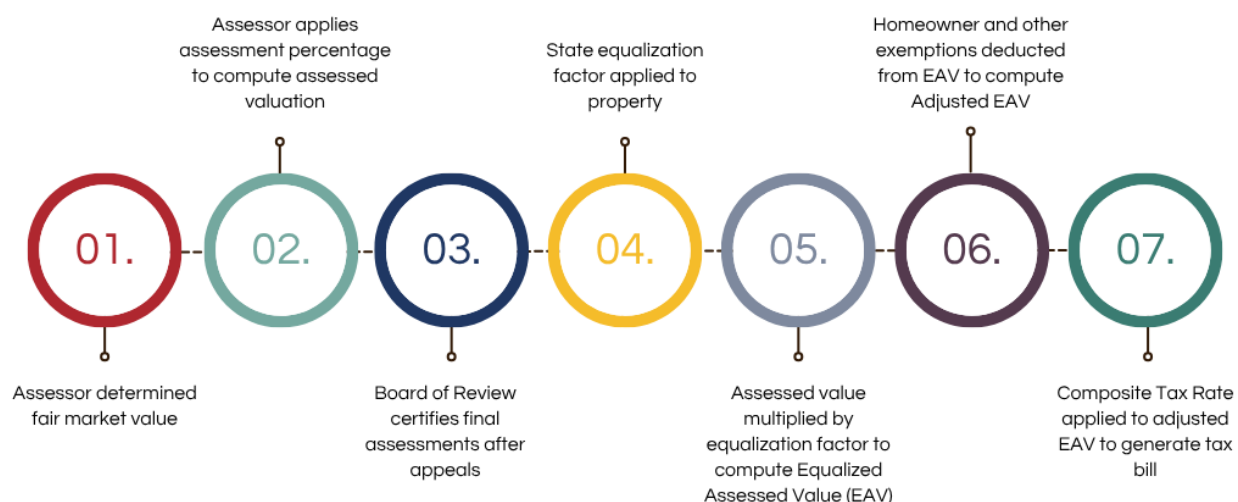 Assessor applies
assessment percentage
to compute assessed
valuation
State equalization
factor applied to
property
Homeowner and other
exemptions deducted
from EAV to compute
Adjusted EAV
01.
02.
03.
04.
05.
06.
07.
Assessor determined
fair market value
Board of Review
certifies final
assessments after
appeals
Assessed value
multiplied by
equalization factor to
compute Equalized
Assessed Value (EAV)
Composite Tax Rate
applied to adjusted
EAV to generate tax
bill